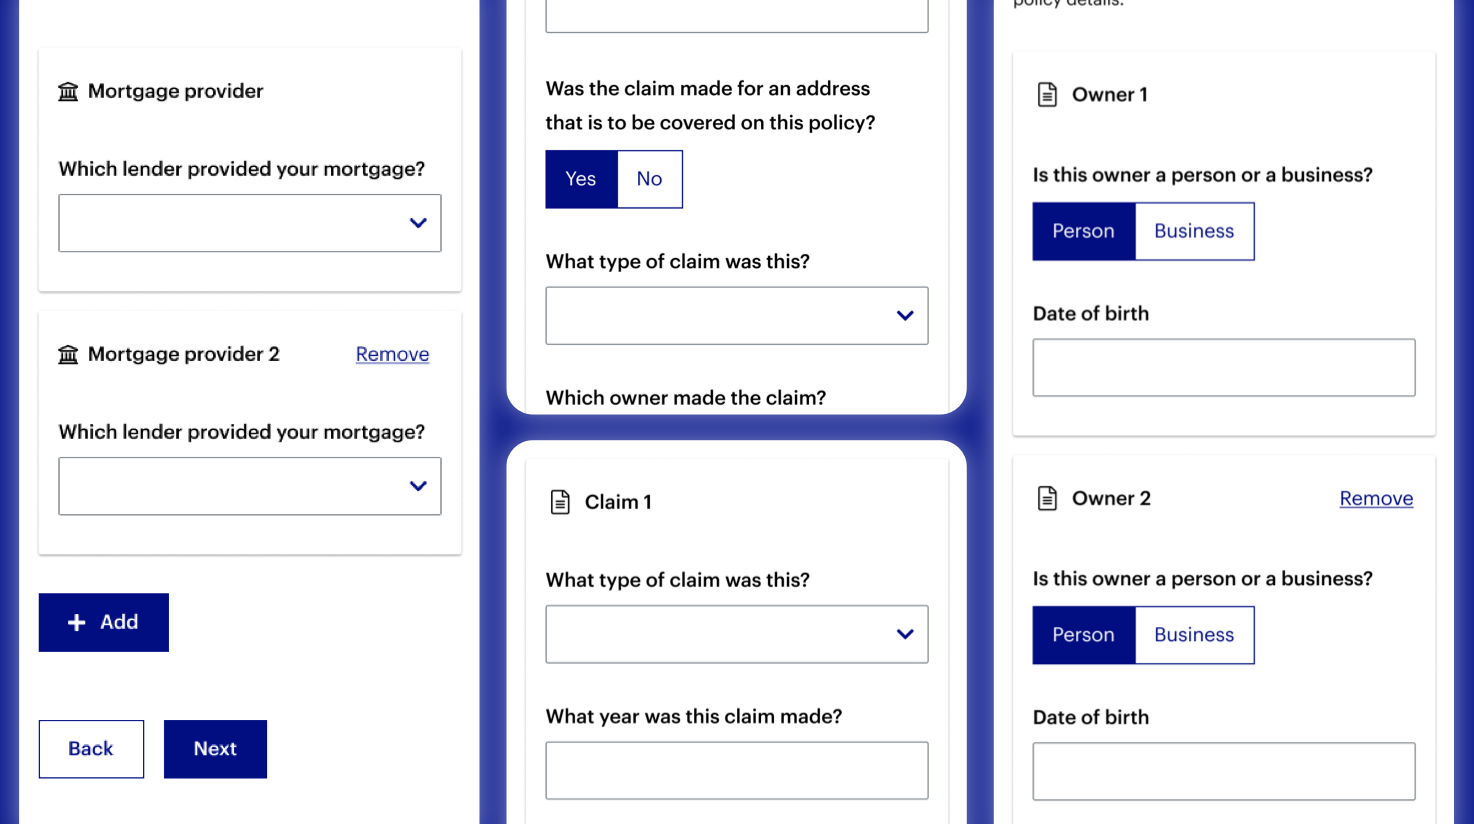 Mortgage provider
Which lender provided your mortgage?
Mortgage provider 2 Remove
Which lender provided your mortgage?
+ Add
Back Next
Was the claim made for an address
that is to be covered on this policy?
Yes No
What type of claim was this?
Which owner made the claim?
Claim 1
What type of claim was this?
What year was this claim made?
policy details.
Owner 1
Is this owner a person or a business?
Person Business
Date of birth
Owner 2 Remove
Is this owner a person or a business?
Person Business
Date of birth